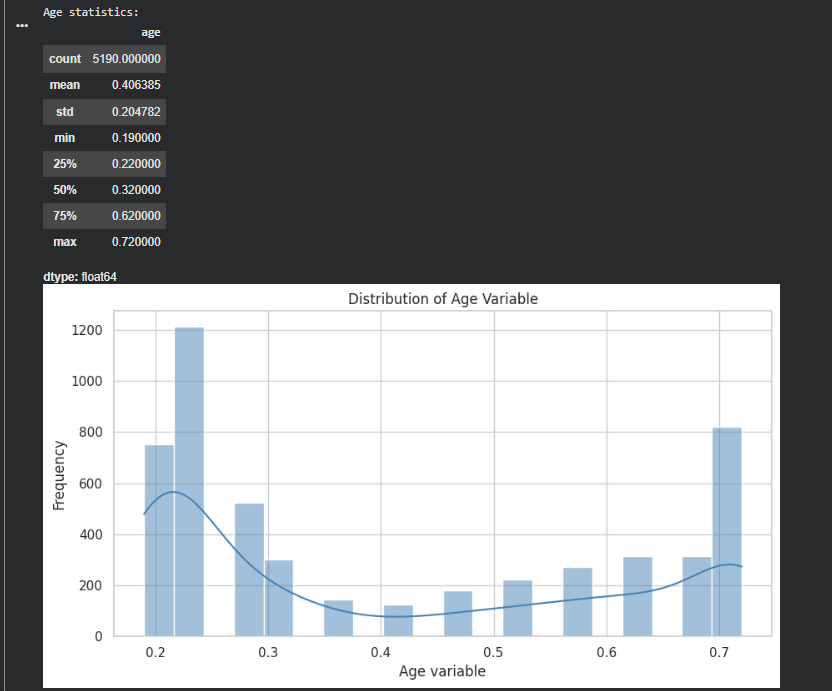 Age statistics:
...
age
count 5190.000000
mean 0.406385
std 0.204782
min 0.190000
25% 0.220000
50% 0.320000
75% 0.620000
max 0.720000
dtype: float64
Distribution of Age Variable
1200
1000
800
600
400
200
0
Frequency
0.2 0.3 0.4 0.5 0.6 0.7
Age variable